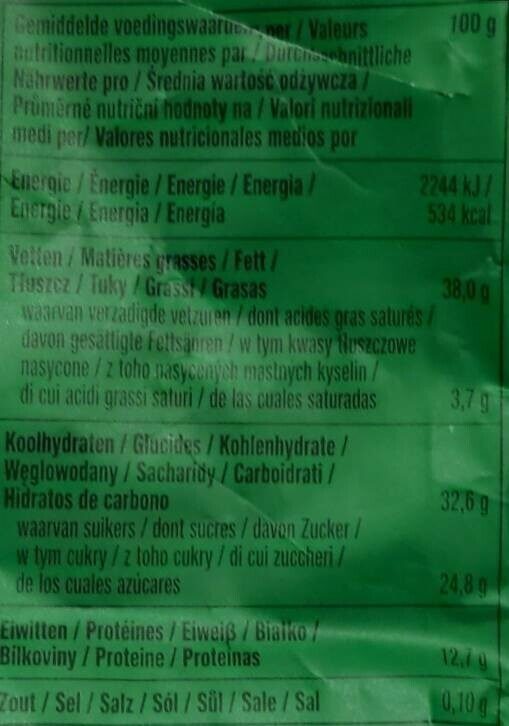 Gemiddelde voedingswaarden per / Valeurs 100 g
nutritionnelles moyennes par / Durchschnittliche
Nährwerte pro / Średnia wartość odżywcza /
Průměrné nutriční hodnoty na / Valori nutrizionali
medi per/ Valores nutricionales medios por
Energie / Énergie / Energie / Energia / 2244 kJ /
Energie / Energia / Energía 534 kcal
Vetten / Matières grasses / Fett /
Tłuszcz / Tuky / Grassi / Grasas 38,0 g
waarvan verzadigde vetzuren / dont acides gras saturés /
davon gesättigte Fettsäuren / w tym kwasy tłuszczowe
nasycone / z toho nasycených mastných kyselin /
di cui acidi grassi saturi / de las cuales saturadas 3,7 g
Koolhydraten / Glucides / Kohlenhydrate /
Węglowodany / Sacharidy / Carboidrati /
Hidratos de carbono 32,6 g
waarvan suikers / dont sucres / davon Zucker /
w tym cukry / z toho cukry / di cui zuccheri /
de los cuales azúcares 24,8 g
Eiwitten / Protéines / Eiweiß / Białko /
Bílkoviny / Proteine / Proteínas 12,7 g
Zout / Sel / Salz / Sól / Sůl / Sale / Sal 0,10 g